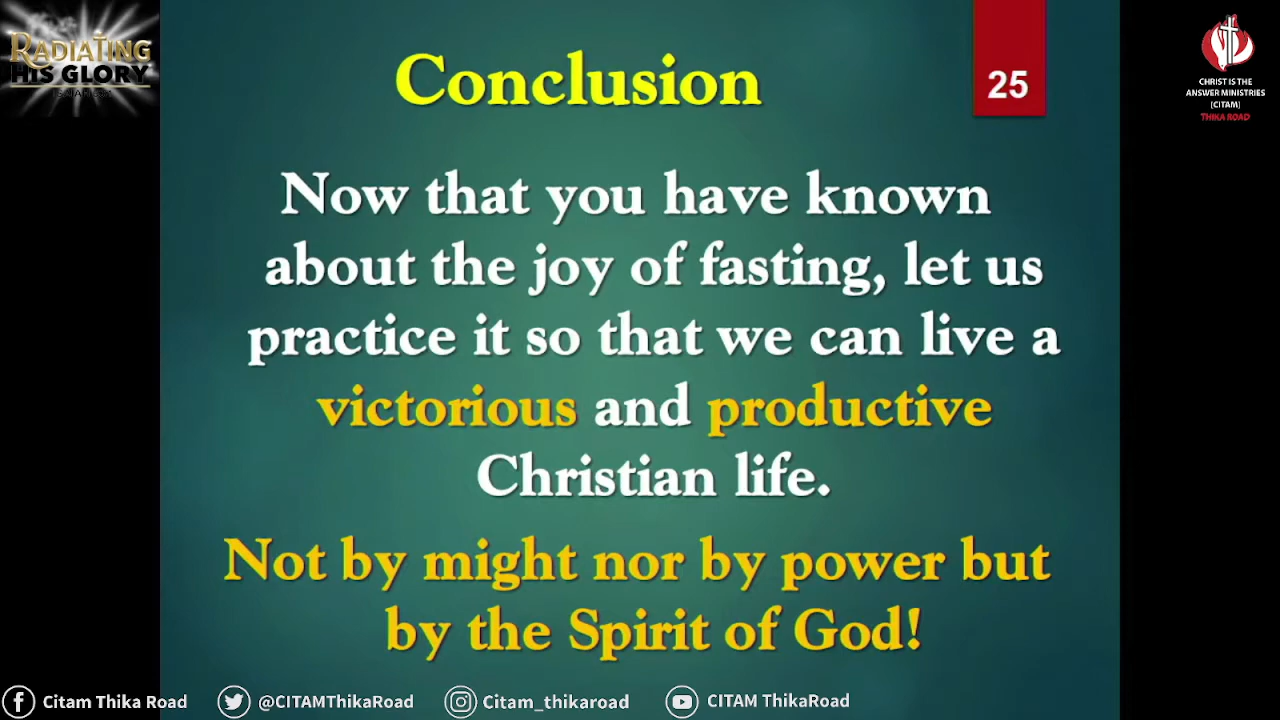 RADIATING
HIS GLORY
Conclusion
25
CHRIST IS THE
ANSWER MINISTRIES
(CITAM)
THIKA ROAD
Now that you have known
about the joy of fasting, let us
practice it so that we can live a
victorious and productive
Christian life.
Not by might nor by power but
by the Spirit of God!
Citam Thika Road
@CITAMThikaRoad
Citam_thikaroad
CITAM ThikaRoad